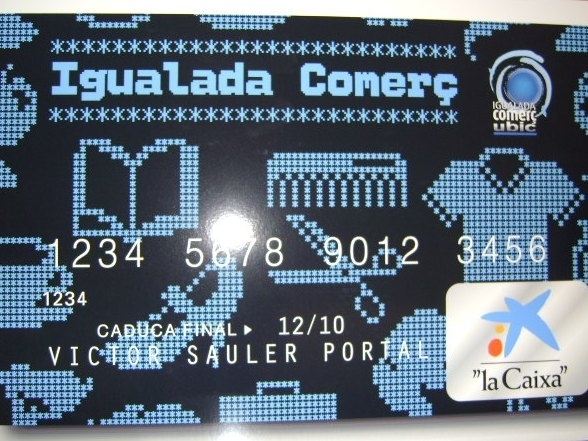 Igualada Comerç
IGUALADA
comerç
ubic
1234 5678 9012 3456
1234
CADUCA FINAL 12/10
VICTOR SAULER PORTAL
"la Caixa"